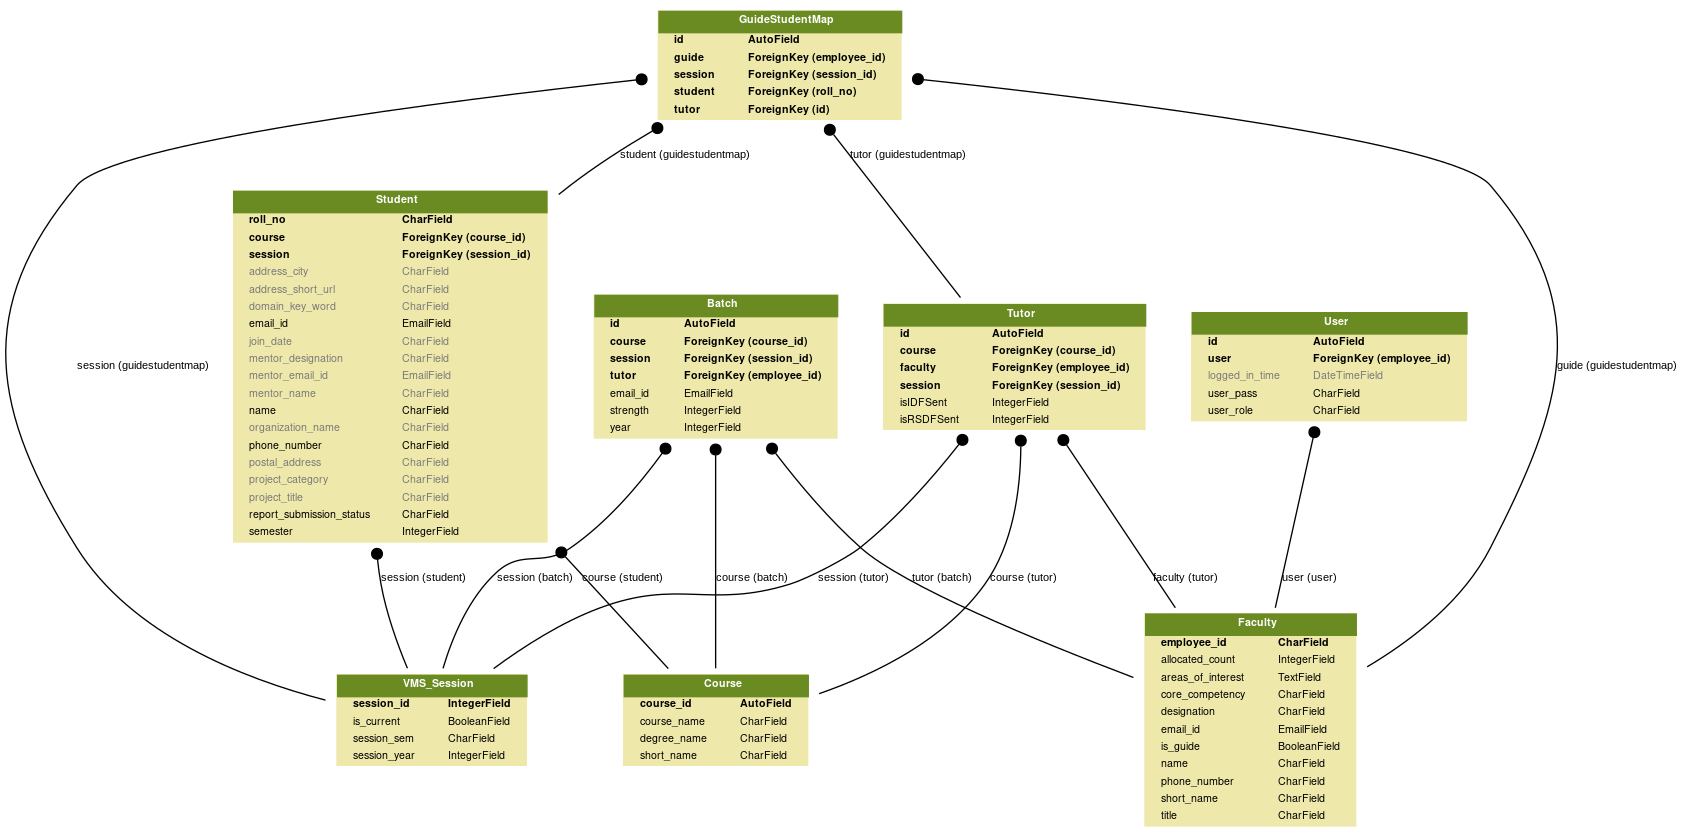 GuideStudentMap
id AutoField
guide ForeignKey (employee_id)
session ForeignKey (session_id)
student ForeignKey (roll_no)
tutor ForeignKey (id)
student (guidestudentmap)
tutor (guidestudentmap)
session (guidestudentmap)
guide (guidestudentmap)
Student
roll_no CharField
course ForeignKey (course_id)
session ForeignKey (session_id)
address_city CharField
address_short_url CharField
domain_key_word CharField
email_id EmailField
join_date CharField
mentor_designation CharField
mentor_email_id EmailField
mentor_name CharField
name CharField
organization_name CharField
phone_number CharField
postal_address CharField
project_category CharField
project_title CharField
report_submission_status CharField
semester IntegerField
Batch
id AutoField
course ForeignKey (course_id)
session ForeignKey (session_id)
tutor ForeignKey (employee_id)
email_id EmailField
strength IntegerField
year IntegerField
Tutor
id AutoField
course ForeignKey (course_id)
faculty ForeignKey (employee_id)
session ForeignKey (session_id)
isIDFSent IntegerField
isRSDFSent IntegerField
User
id AutoField
user ForeignKey (employee_id)
logged_in_time DateTimeField
user_pass CharField
user_role CharField
session (student)
session (batch)
course (student)
course (batch)
session (tutor)
tutor (batch)
course (tutor)
faculty (tutor)
user (user)
VMS_Session
session_id IntegerField
is_current BooleanField
session_sem CharField
session_year IntegerField
Course
course_id AutoField
course_name CharField
degree_name CharField
short_name CharField
Faculty
employee_id CharField
allocated_count IntegerField
areas_of_interest TextField
core_competency CharField
designation CharField
email_id EmailField
is_guide BooleanField
name CharField
phone_number CharField
short_name CharField
title CharField